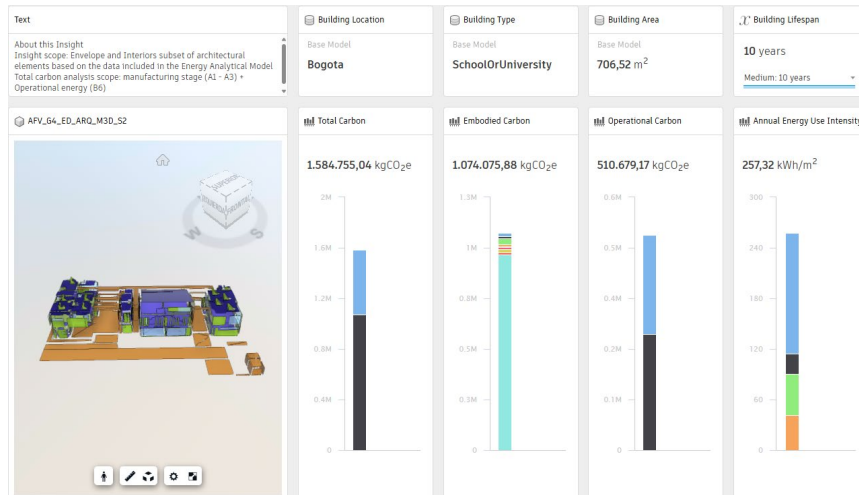 Text
About this Insight
Insight scope: Envelope and Interiors subset of architectural
elements based on the data included in the Energy Analytical Model
Total carbon analysis scope: manufacturing stage (A1 - A3) +
Operational energy (B6)
Building Location
Base Model
Bogota
Building Type
Base Model
SchoolOrUniversity
Building Area
Base Model
706,52 m²
Building Lifespan
10 years
Medium: 10 years
AFV_G4_ED_ARQ_M3D_S2
SUPERIOR
W
S
Total Carbon
1.584.755,04 kgCO₂e
2M
1.6M
1.2M
0.8M
0.4M
0
Embodied Carbon
1.074.075,88 kgCO₂e
1.3M
1M
0.8M
0.5M
0.3M
0
Operational Carbon
510.679,17 kgCO₂e
0.6M
0.5M
0.4M
0.2M
0.1M
0
Annual Energy Use Intensity
257,32 kWh/m²
300
240
180
120
60
0